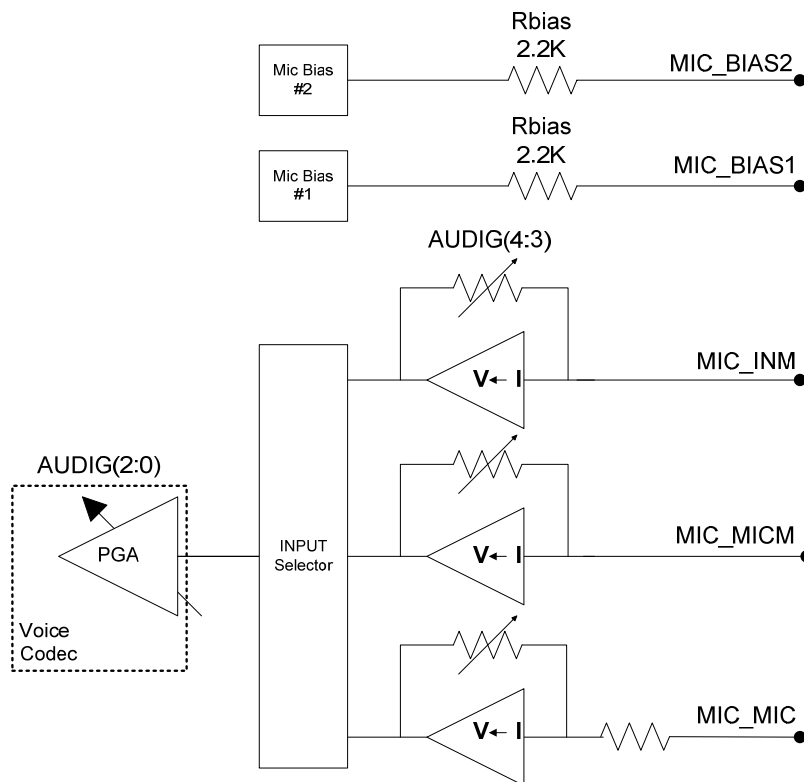 Rbias
2.2K
Mic Bias
#2
MIC_BIAS2
Rbias
2.2K
Mic Bias
#1
MIC_BIAS1
AUDIG(4:3)
V I
MIC_INM
AUDIG(2:0)
PGA
Voice
Codec
INPUT
Selector
V I
MIC_MICM
V I
MIC_MIC